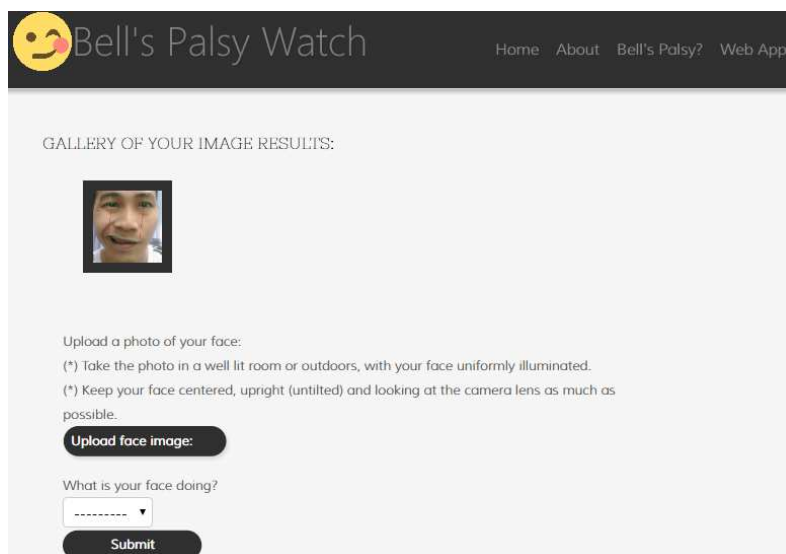 Bell's Palsy Watch
Home About Bell's Palsy? Web App
GALLERY OF YOUR IMAGE RESULTS:
Upload a photo of your face:
(*) Take the photo in a well lit room or outdoors, with your face uniformly illuminated.
(*) Keep your face centered, upright (untilted) and looking at the camera lens as much as
possible.
Upload face image:
What is your face doing?
---------
Submit